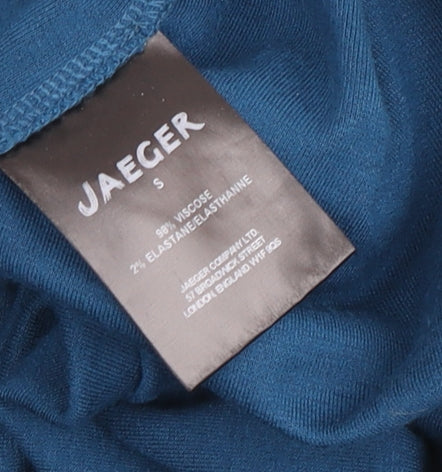 JAEGER
S
98% VISCOSE
2% ELASTANE/ELASTHANNE
JAEGER COMPANY LTD.
57 BROADWICK STREET
LONDON, ENGLAND W1F 9QS